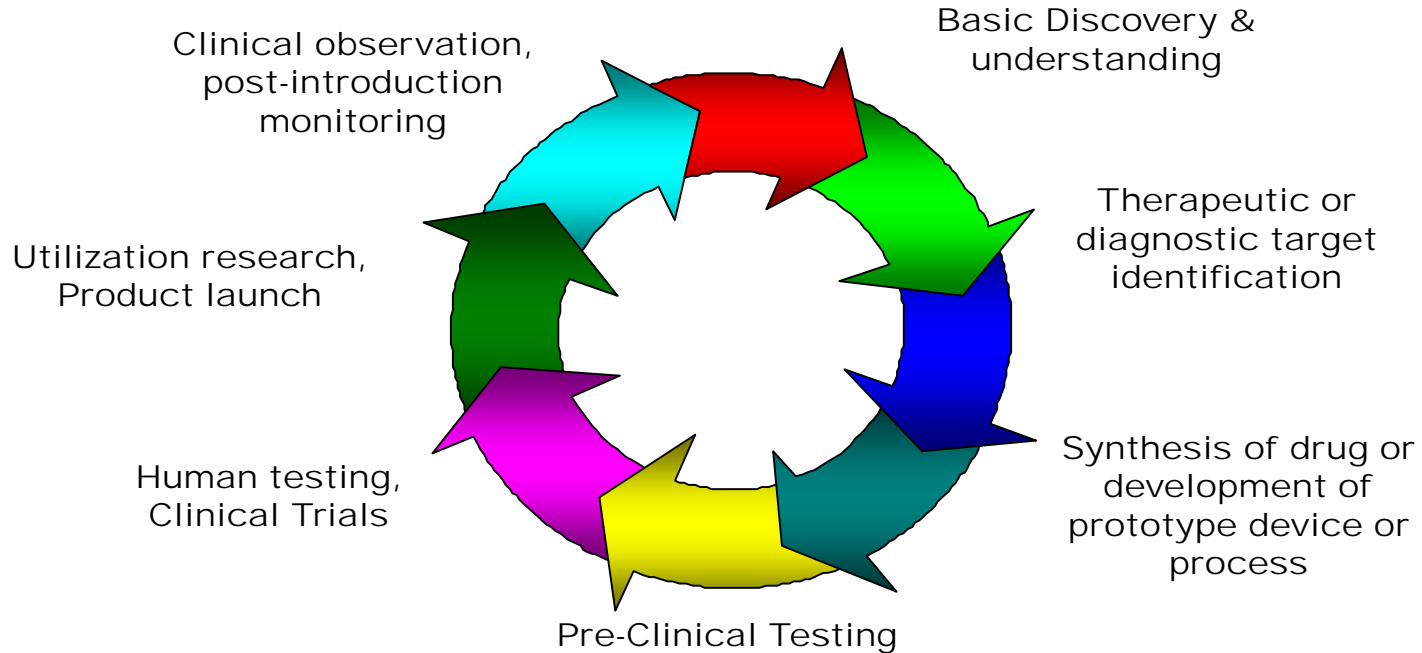 Basic Discovery &
understanding
Therapeutic or
diagnostic target
identification
Synthesis of drug or
development of
prototype device or
process
Pre-Clinical Testing
Human testing,
Clinical Trials
Utilization research,
Product launch
Clinical observation,
post-introduction
monitoring